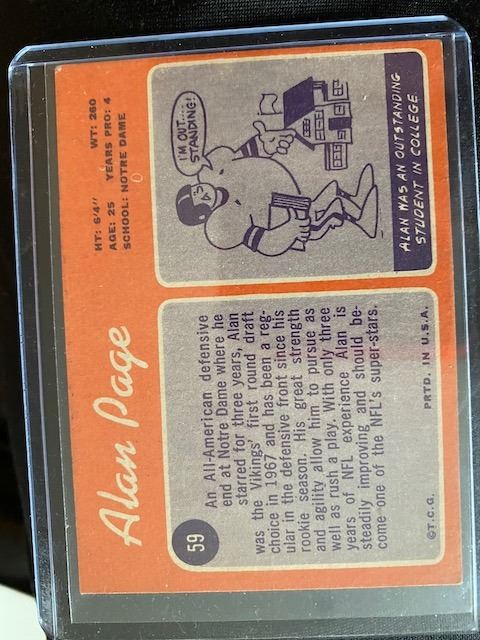 Alan Page
HT: 6'4" WT: 260
AGE: 25 YEARS PRO: 4
SCHOOL: NOTRE DAME
59
An All-American defensive
end at Notre Dame where he
starred for three years, Alan
was the Vikings' first round draft
choice in 1967 and has been a reg-
ular in the defensive front since his
rookie season. His great strength
and agility allow him to pursue as
well as rush a play. With only three
years of NFL experience Alan is
steadily improving and should be-
come one of the NFL's super-stars.
I'M OUT....
STANDING!
ALAN WAS AN OUTSTANDING
STUDENT IN COLLEGE.
©T.C.G. PRTD. IN U.S.A.